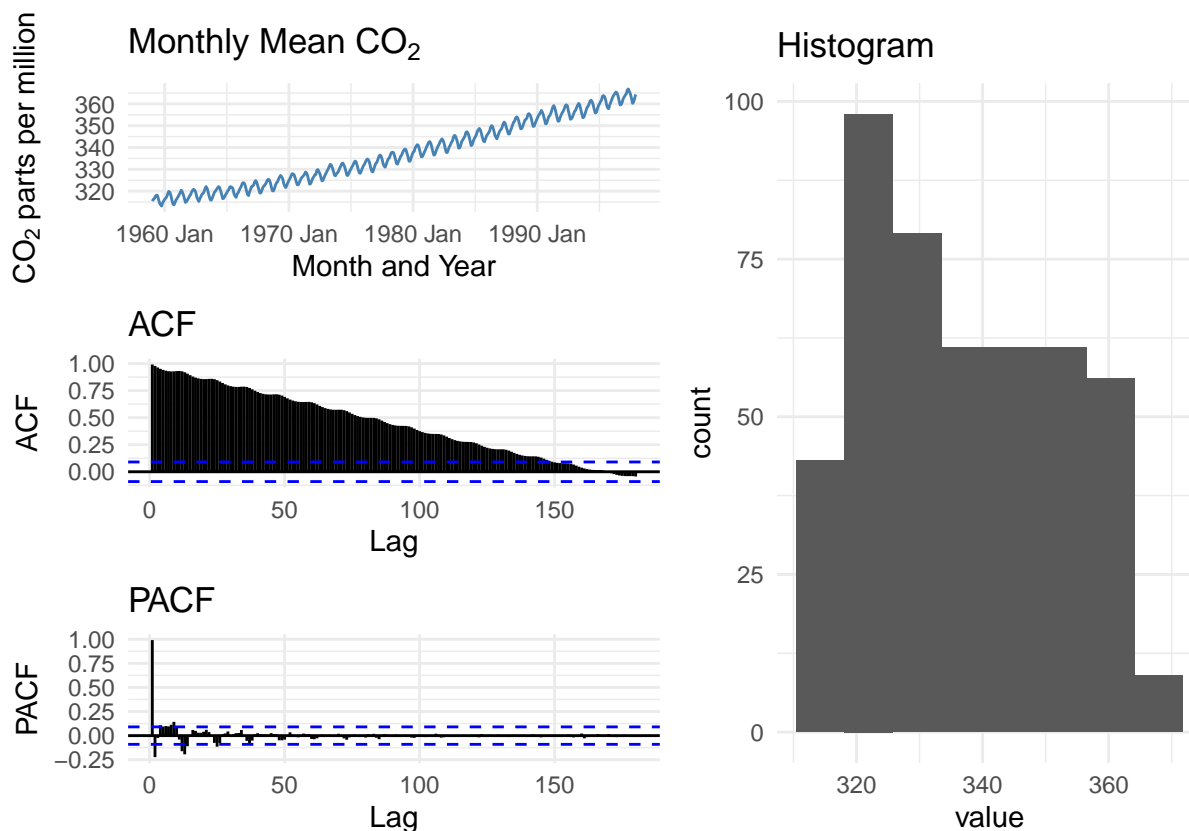 Monthly Mean CO₂
CO₂ parts per million
360
350
340
330
320
1960 Jan 1970 Jan 1980 Jan 1990 Jan
Month and Year
ACF
ACF
1.00
0.75
0.50
0.25
0.00
0 50 100 150
Lag
PACF
PACF
1.00
0.75
0.50
0.25
0.00
−0.25
0 50 100 150
Lag
Histogram
count
100
75
50
25
0
320 340 360
value